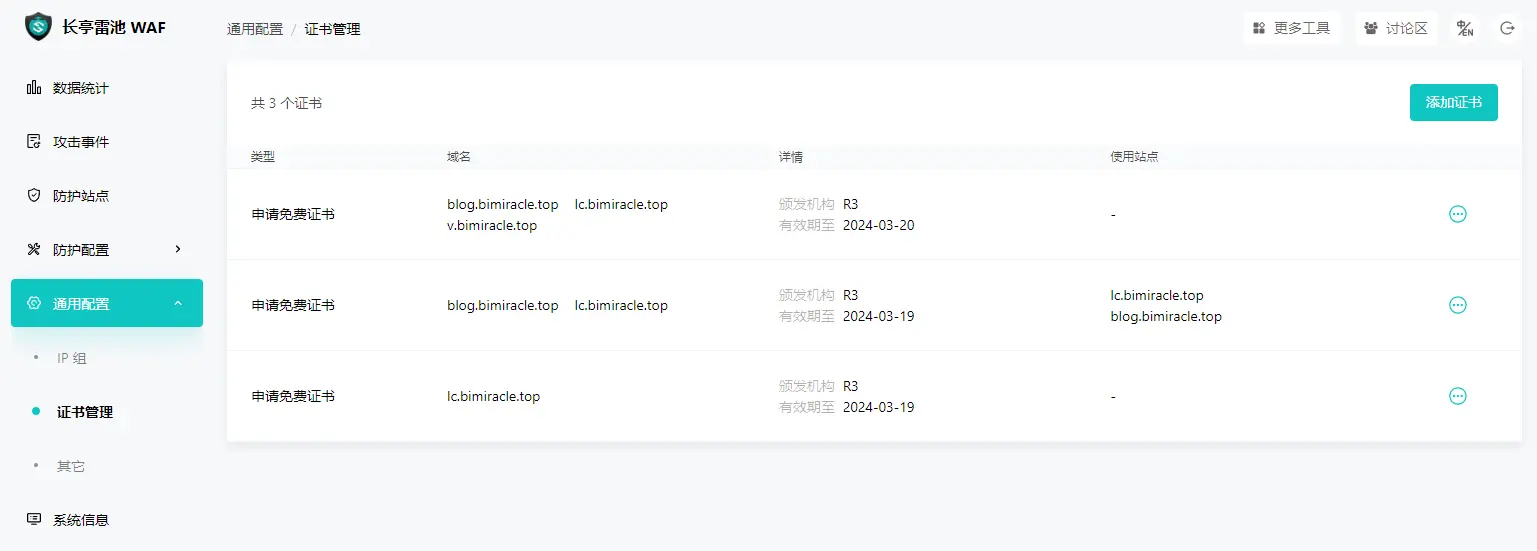 长亭雷池 WAF
通用配置 / 证书管理
更多工具
讨论区
中/EN
数据统计
攻击事件
防护站点
防护配置
通用配置
IP 组
证书管理
其它
系统信息
共 3 个证书
添加证书
类型 域名 详情 使用站点
申请免费证书 blog.bimiracle.top lc.bimiracle.top 颁发机构 R3 -
v.bimiracle.top 有效期至 2024-03-20
申请免费证书 blog.bimiracle.top lc.bimiracle.top 颁发机构 R3 lc.bimiracle.top
有效期至 2024-03-19 blog.bimiracle.top
申请免费证书 lc.bimiracle.top 颁发机构 R3 -
有效期至 2024-03-19